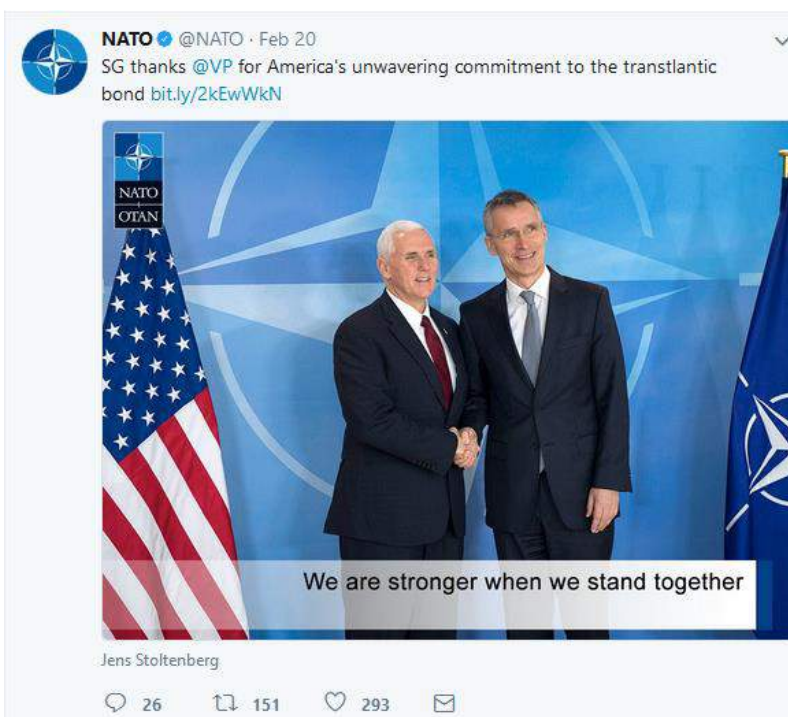 NATO @NATO · Feb 20
SG thanks @VP for America's unwavering commitment to the transtlantic
bond bit.ly/2kEwWkN
NATO
OTAN
We are stronger when we stand together
Jens Stoltenberg
26 151 293